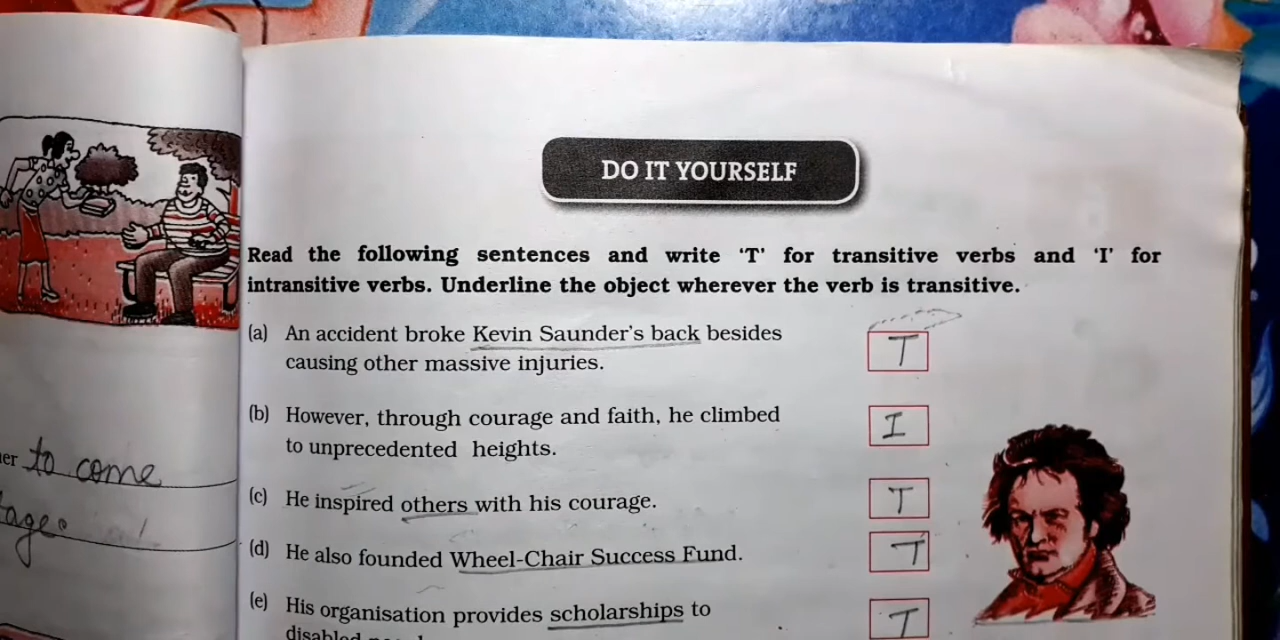 DO IT YOURSELF
Read the following sentences and write ‘T’ for transitive verbs and ‘I’ for
intransitive verbs. Underline the object wherever the verb is transitive.
(a) An accident broke Kevin Saunder's back besides
causing other massive injuries.
T
(b) However, through courage and faith, he climbed
to unprecedented heights.
I
(c) He inspired others with his courage.
T
(d) He also founded Wheel-Chair Success Fund.
T
(e) His organisation provides scholarships to
T
to come